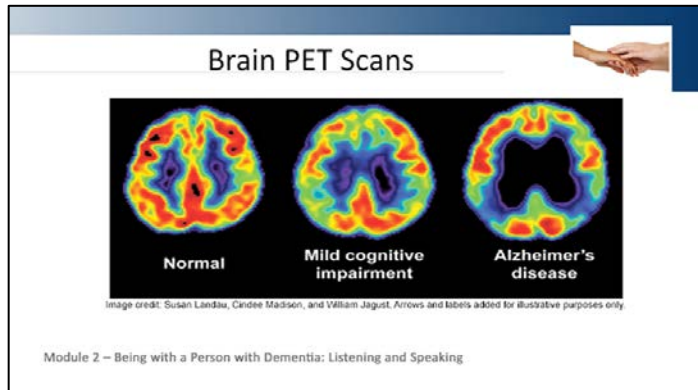 Brain PET Scans
Normal
Mild cognitive
impairment
Alzheimer's
disease
Image credit: Susan Landau, Cindee Madison, and William Jagust, Arrows and labels added for illustrative purposes only.
Module 2 – Being with a Person with Dementia: Listening and Speaking